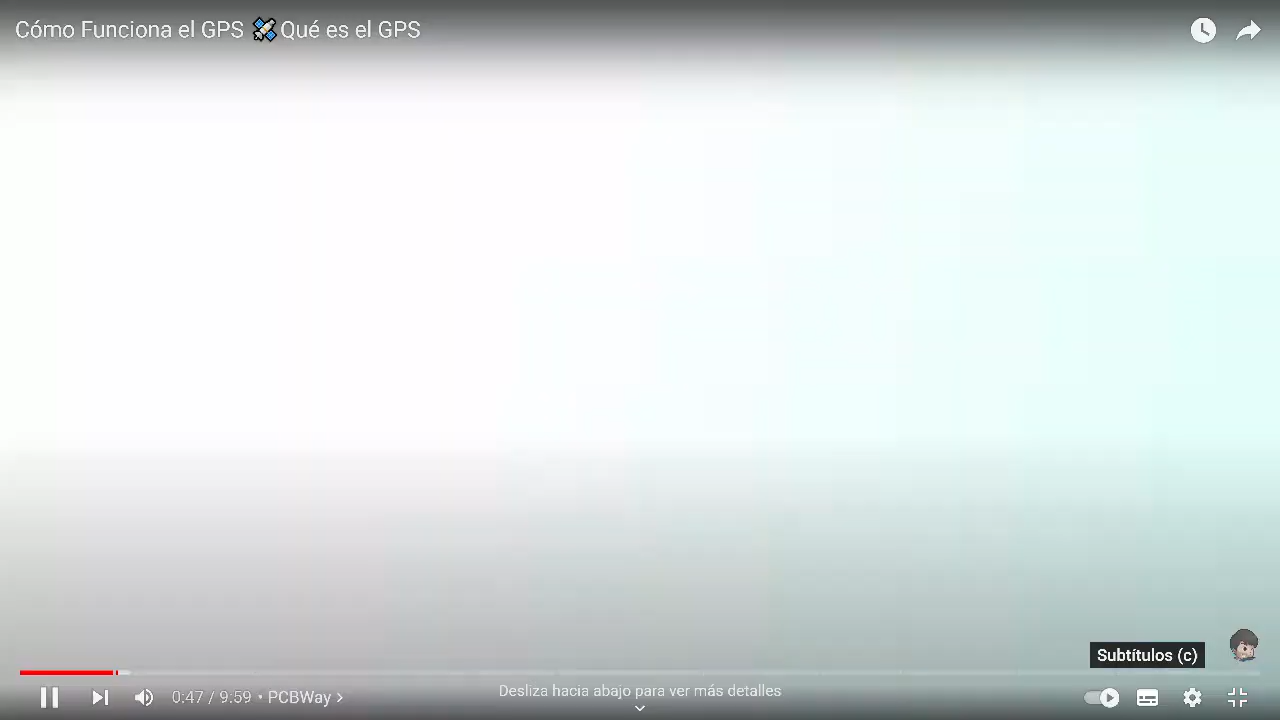 Cómo Funciona el GPS 🛰️Qué es el GPS
Subtítulos (c)
0:47 / 9:59 • PCBWay >
Desliza hacia abajo para ver más detalles